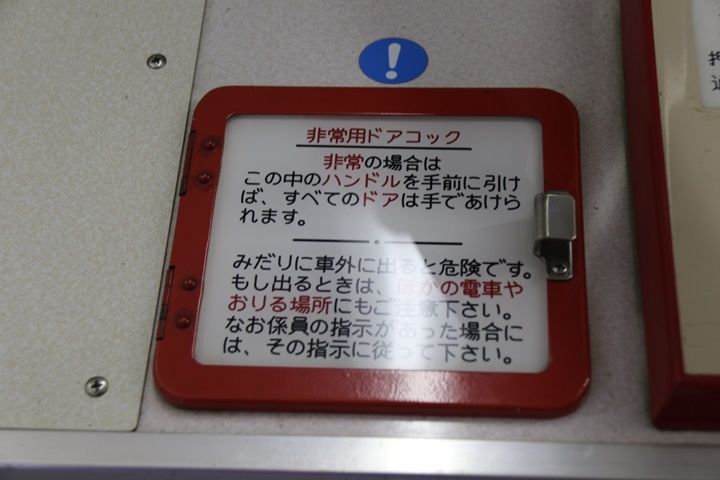 非常用ドアコック
非常の場合は
この中のハンドルを手前に引け
ば、すべてのドアは手であけら
れます。
みだりに車外に出ると危険です。
もし出るときは、ほかの電車や
おりる場所にもご注意下さい。
なお係員の指示があった場合に
は、その指示に従って下さい。